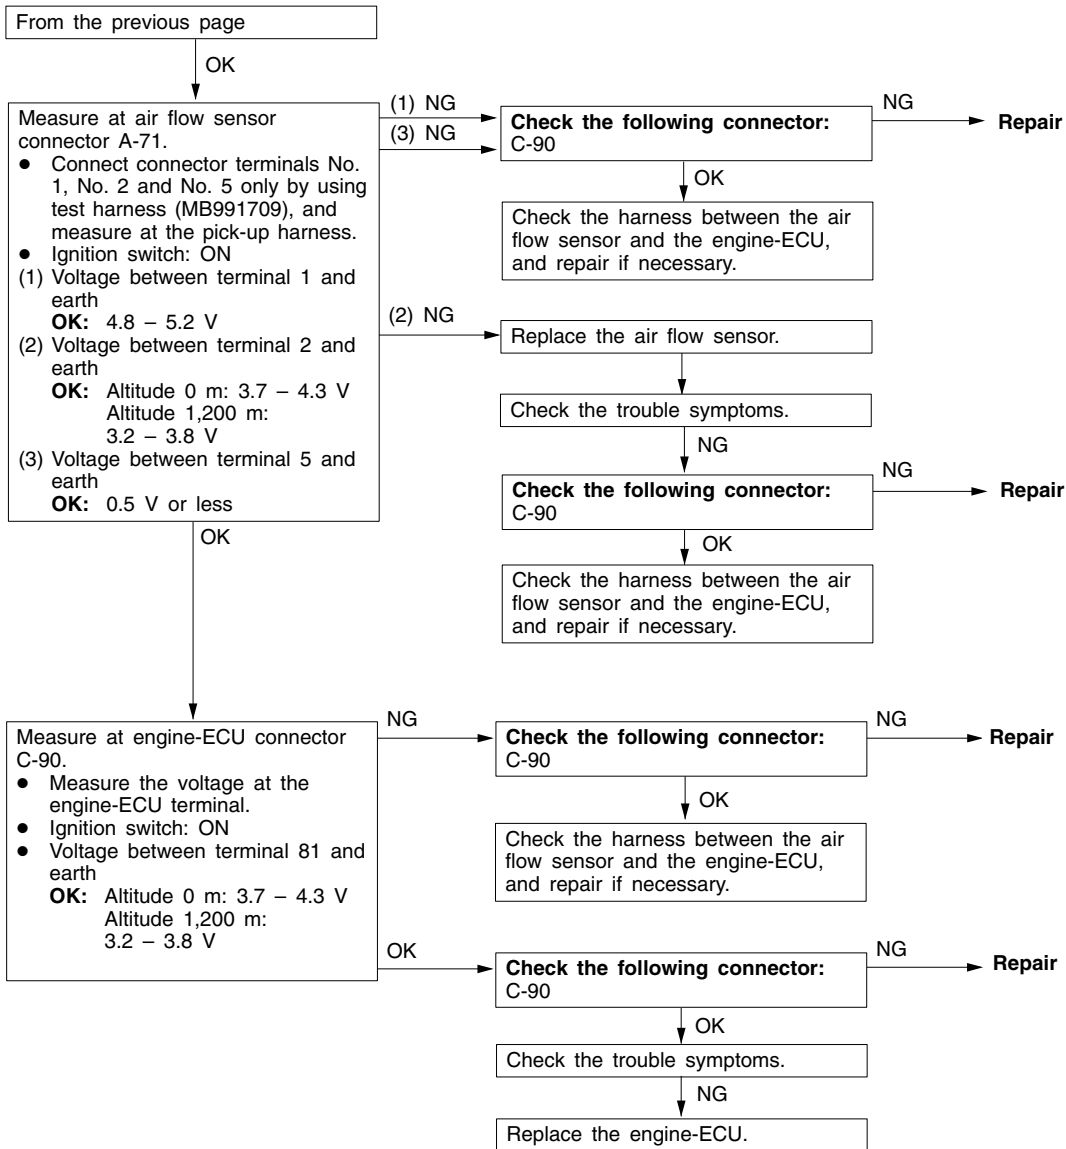 From the previous page
OK
Measure at air flow sensor
connector A-71.
● Connect connector terminals No.
1, No. 2 and No. 5 only by using
test harness (MB991709), and
measure at the pick-up harness.
● Ignition switch: ON
(1) Voltage between terminal 1 and
earth
OK: 4.8 – 5.2 V
(2) Voltage between terminal 2 and
earth
OK: Altitude 0 m: 3.7 – 4.3 V
Altitude 1,200 m:
3.2 – 3.8 V
(3) Voltage between terminal 5 and
earth
OK: 0.5 V or less
(1) NG
(3) NG
Check the following connector:
C-90
NG
Repair
OK
Check the harness between the air
flow sensor and the engine-ECU,
and repair if necessary.
(2) NG
Replace the air flow sensor.
Check the trouble symptoms.
NG
Check the following connector:
C-90
NG
Repair
OK
Check the harness between the air
flow sensor and the engine-ECU,
and repair if necessary.
OK
Measure at engine-ECU connector
C-90.
● Measure the voltage at the
engine-ECU terminal.
● Ignition switch: ON
● Voltage between terminal 81 and
earth
OK: Altitude 0 m: 3.7 – 4.3 V
Altitude 1,200 m:
3.2 – 3.8 V
NG
Check the following connector:
C-90
NG
Repair
OK
Check the harness between the air
flow sensor and the engine-ECU,
and repair if necessary.
OK
Check the following connector:
C-90
NG
Repair
OK
Check the trouble symptoms.
NG
Replace the engine-ECU.